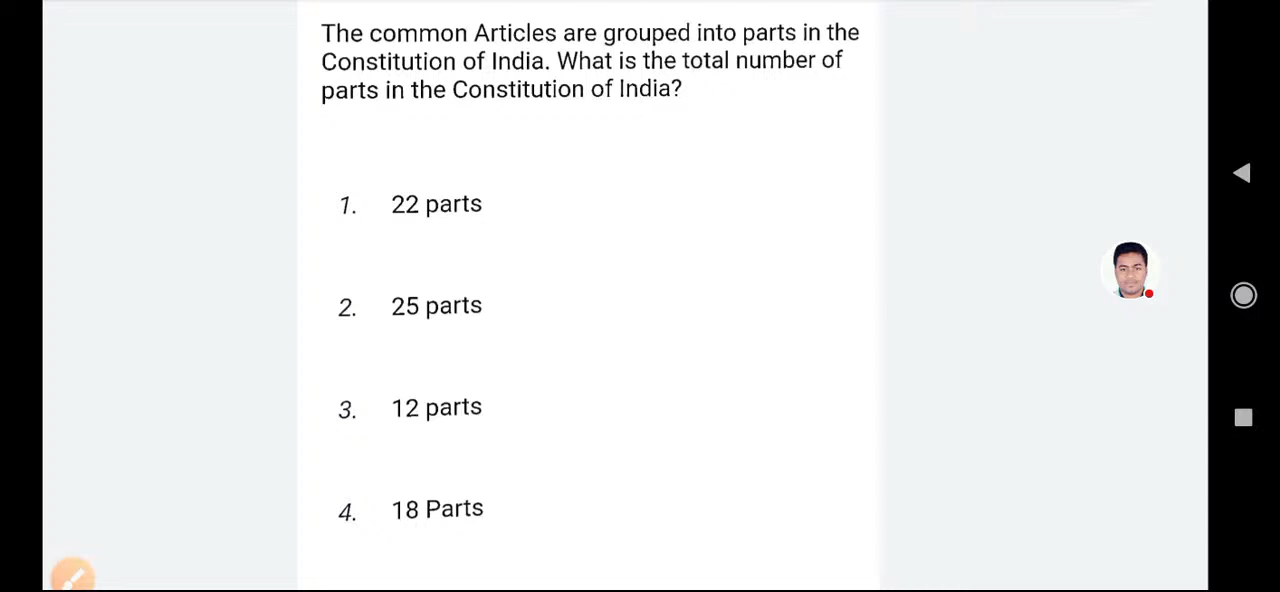 The common Articles are grouped into parts in the
Constitution of India. What is the total number of
parts in the Constitution of India?
1. 22 parts
2. 25 parts
3. 12 parts
4. 18 Parts